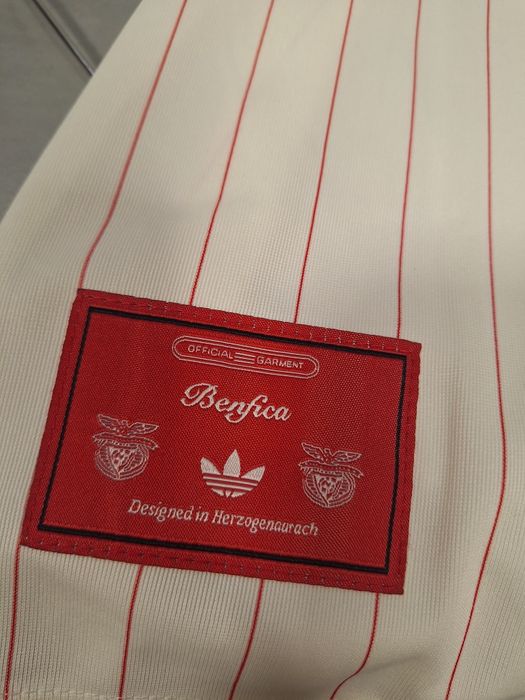 OFFICIAL GARMENT
Benfica
Designed in Herzogenaurach